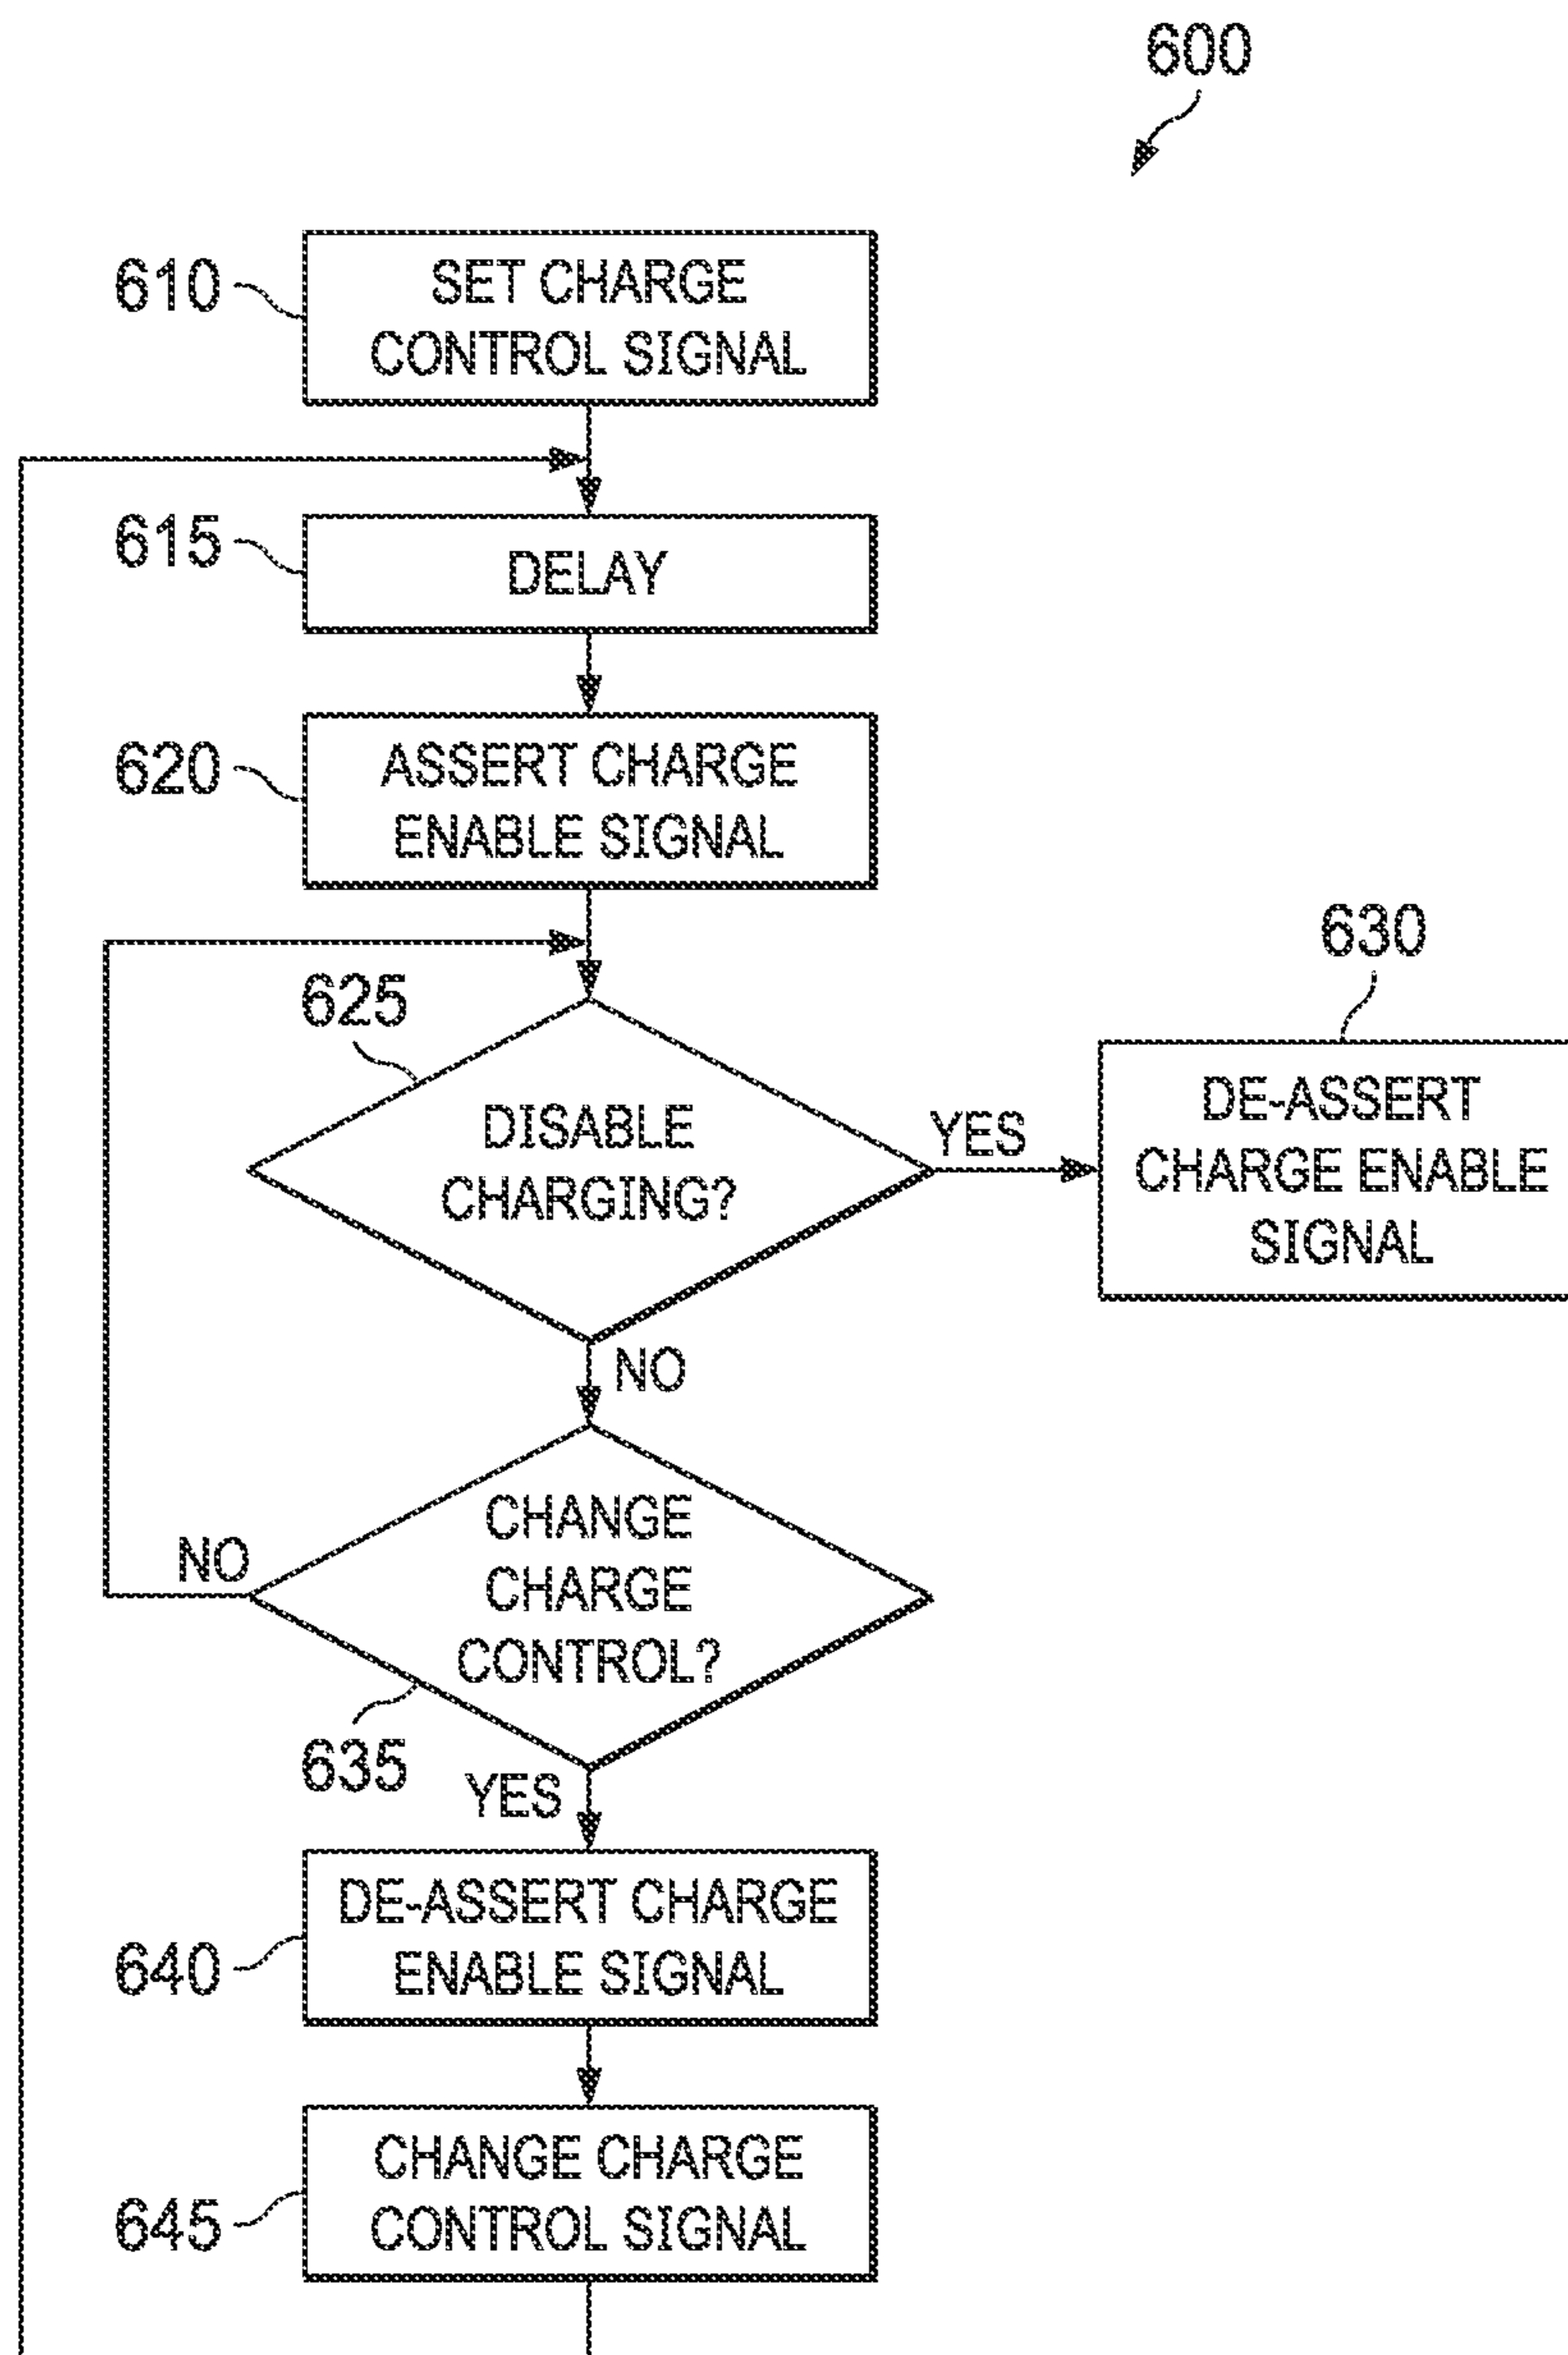 600
610
SET CHARGE
CONTROL SIGNAL
615
DELAY
620
ASSERT CHARGE
ENABLE SIGNAL
625
DISABLE
CHARGING?
YES
630
DE-ASSERT
CHARGE ENABLE
SIGNAL
NO
CHANGE
CHARGE
CONTROL?
NO
635
YES
640
DE-ASSERT CHARGE
ENABLE SIGNAL
645
CHANGE CHARGE
CONTROL SIGNAL